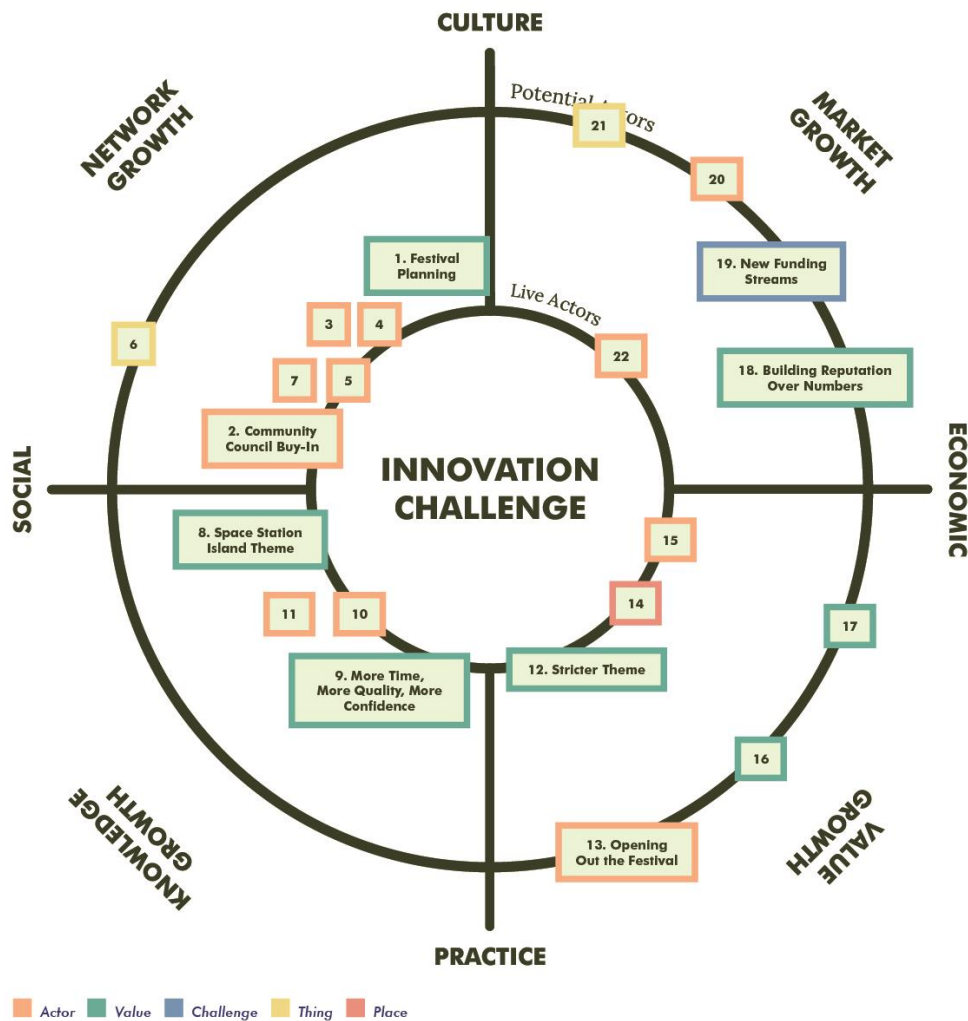 CULTURE
NETWORK
GROWTH
MARKET
GROWTH
Potential Actors
21
20
1. Festival
Planning
19. New Funding
Streams
Live Actors
3
4
22
6
7
5
18. Building Reputation
Over Numbers
2. Community
Council Buy-In
INNOVATION
CHALLENGE
SOCIAL
ECONOMIC
8. Space Station
Island Theme
15
11
10
14
17
9. More Time,
More Quality, More
Confidence
12. Stricter Theme
16
13. Opening
Out the Festival
KNOWLEDGE
GROWTH
VALUE
GROWTH
PRACTICE
Actor
Value
Challenge
Thing
Place